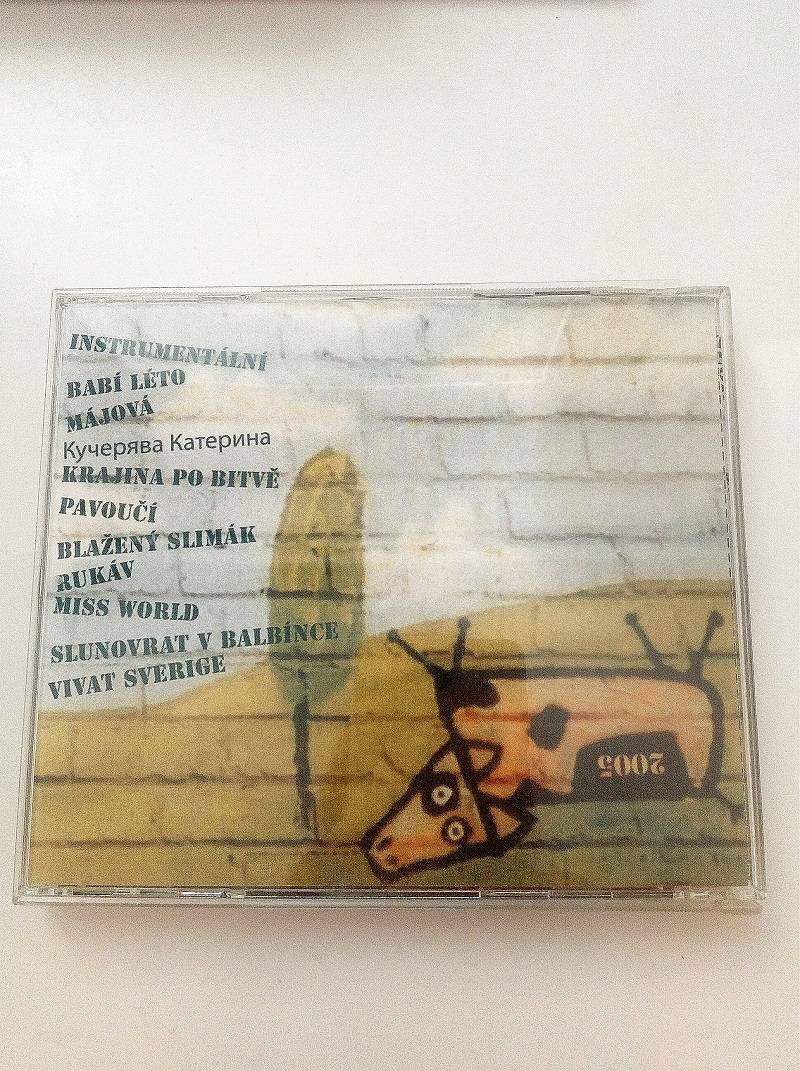 INSTRUMENTÁLNÍ
BABÍ LÉTO
MÁJOVÁ
Кучерява Катерина
KRAJINA PO BITVĚ
PAVOUČÍ
BLAŽENÝ SLIMÁK
RUKÁV
MISS WORLD
SLUNOVRAT V BALBÍNCE
VIVAT SVERIGE
2005